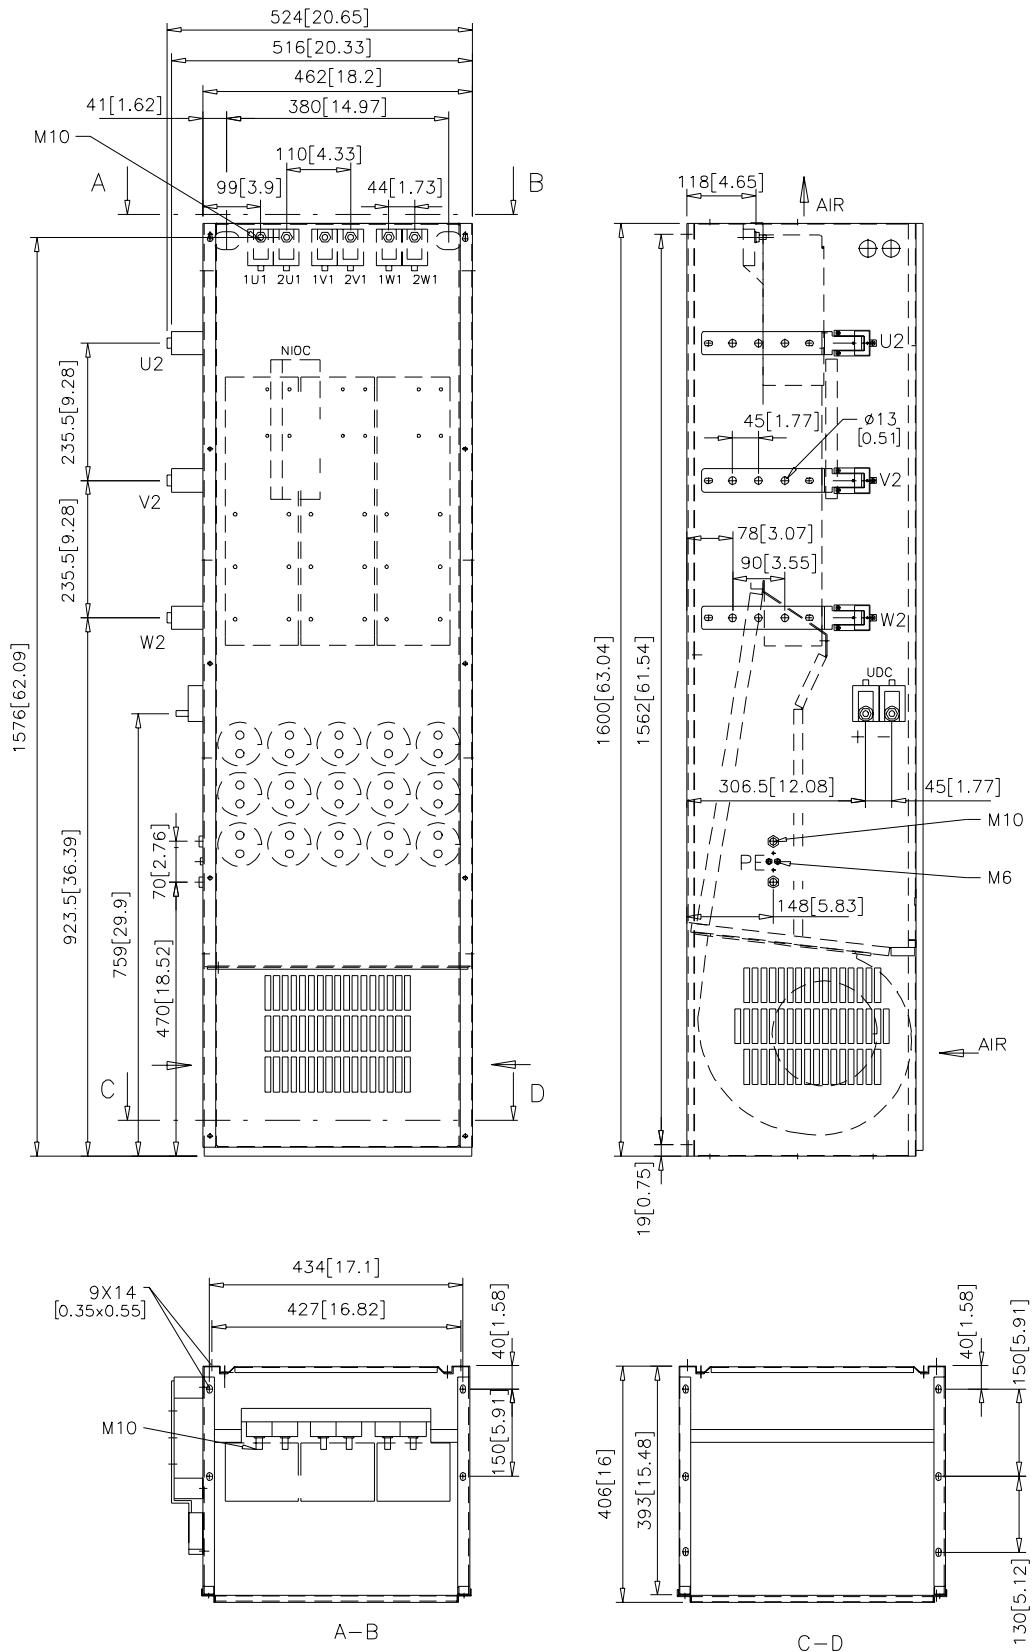 524[20.65]
516[20.33]
462[18.2]
41[1.62]
380[14.97]
M10
110[4.33]
A
B
99[3.9]
44[1.73]
1U1
2U1
1V1
2V1
1W1
2W1
U2
NIOC
235.5[9.28]
V2
235.5[9.28]
W2
1576[62.09]
923.5[36.39]
759[29.9]
70[2.76]
470[18.52]
C
D
118[4.65]
AIR
U2
45[1.77]
ø13
[0.51]
V2
78[3.07]
90[3.55]
W2
1600[63.04]
1562[61.54]
UDC
306.5[12.08]
45[1.77]
M10
PE
M6
148[5.83]
AIR
19[0.75]
434[17.1]
9X14
[0.35x0.55]
427[16.82]
40[1.58]
M10
150[5.91]
A-B
40[1.58]
150[5.91]
406[16]
393[15.48]
130[5.12]
C-D